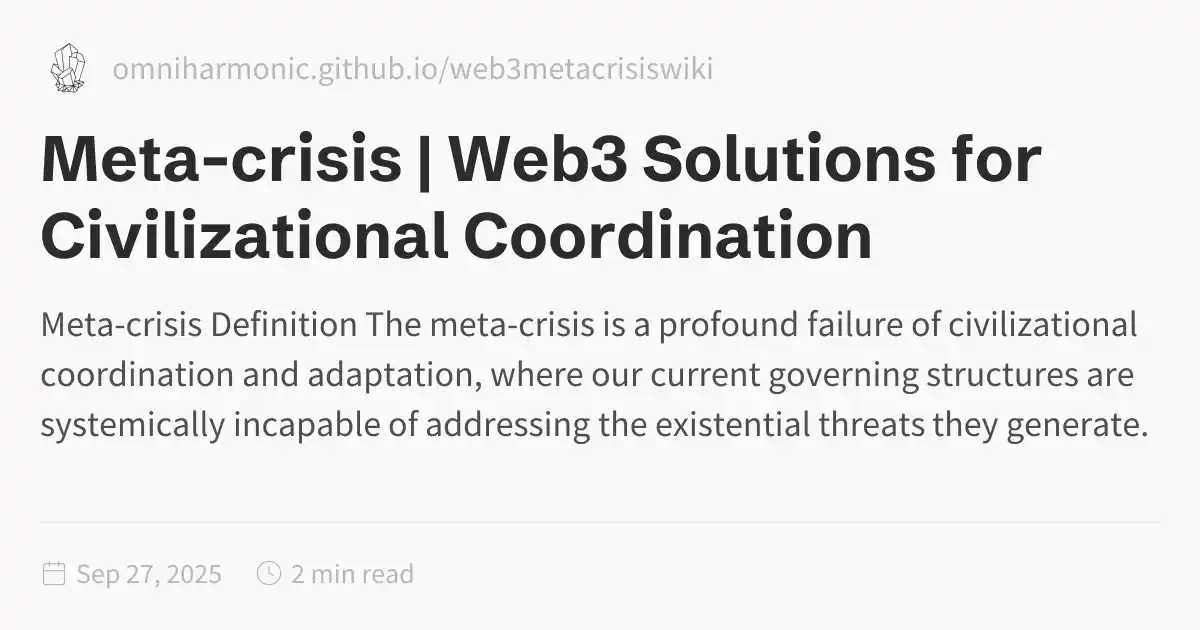 omniharmonic.github.io/web3metacrisiswiki
Meta-crisis | Web3 Solutions for
Civilizational Coordination
Meta-crisis Definition The meta-crisis is a profound failure of civilizational
coordination and adaptation, where our current governing structures are
systemically incapable of addressing the existential threats they generate.
Sep 27, 2025 2 min read